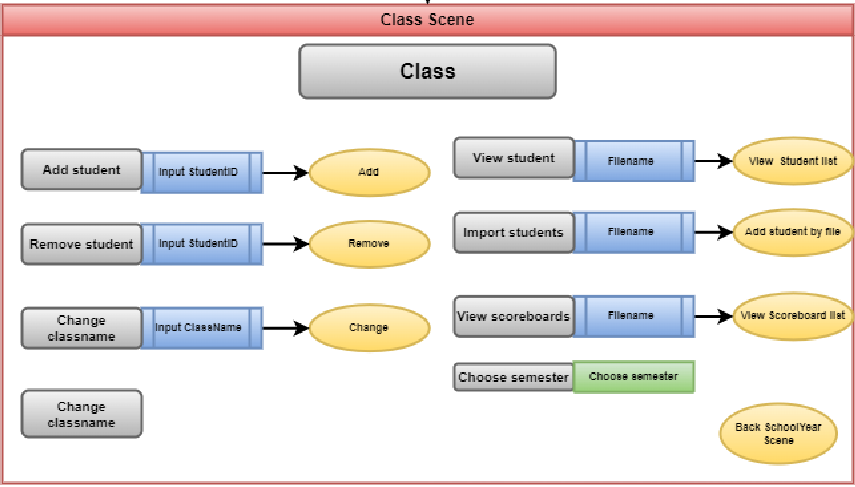 Class Scene
Class
Add student
Input StudentID
Add
Remove student
Input StudentID
Remove
Change
classname
Input ClassName
Change
Change
classname
View student
Filename
View Student list
Import students
Filename
Add student by file
View scoreboards
Filename
View Scoreboard list
Choose semester
Choose semester
Back SchoolYear
Scene